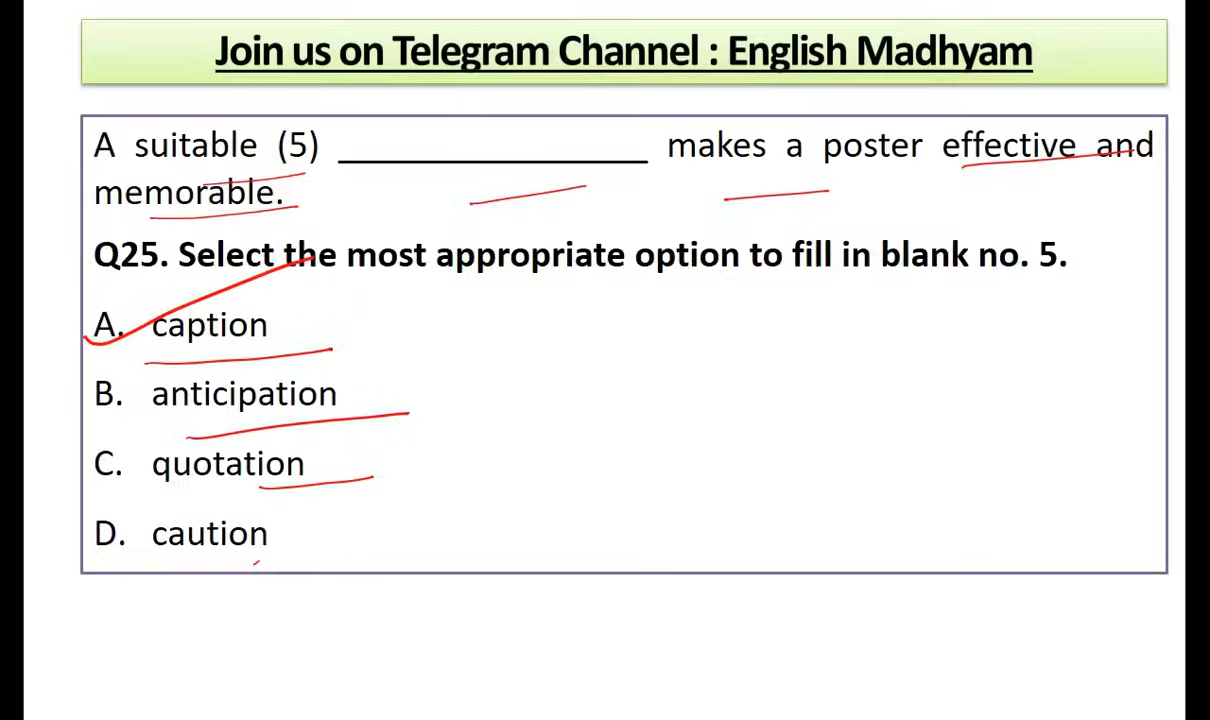 Join us on Telegram Channel : English Madhyam
A suitable (5) ________________ makes a poster effective and
memorable.
Q25. Select the most appropriate option to fill in blank no. 5.
A. caption
B. anticipation
C. quotation
D. caution